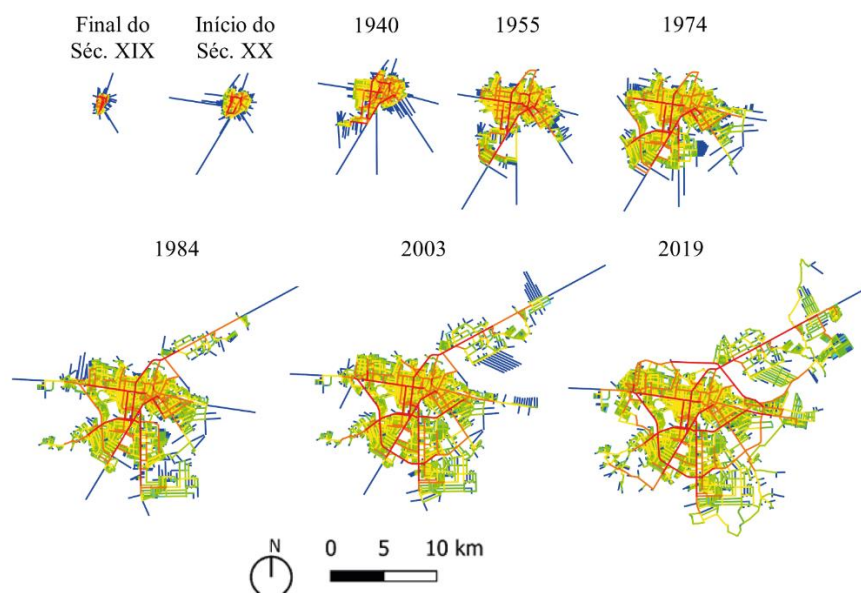 Final do
Séc. XIX
Início do
Séc. XX
1940
1955
1974
1984
2003
2019
N
0 5 10 km